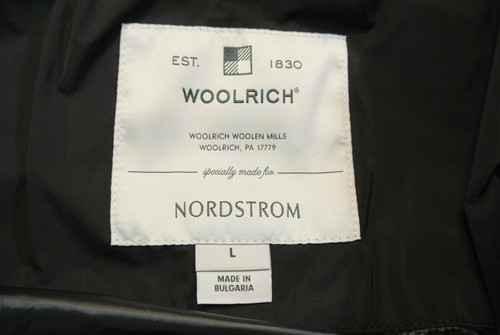 EST. 1830
WOOLRICH®
WOOLRICH WOOLEN MILLS
WOOLRICH, PA 17779
specially made for
NORDSTROM
L
MADE IN
BULGARIA